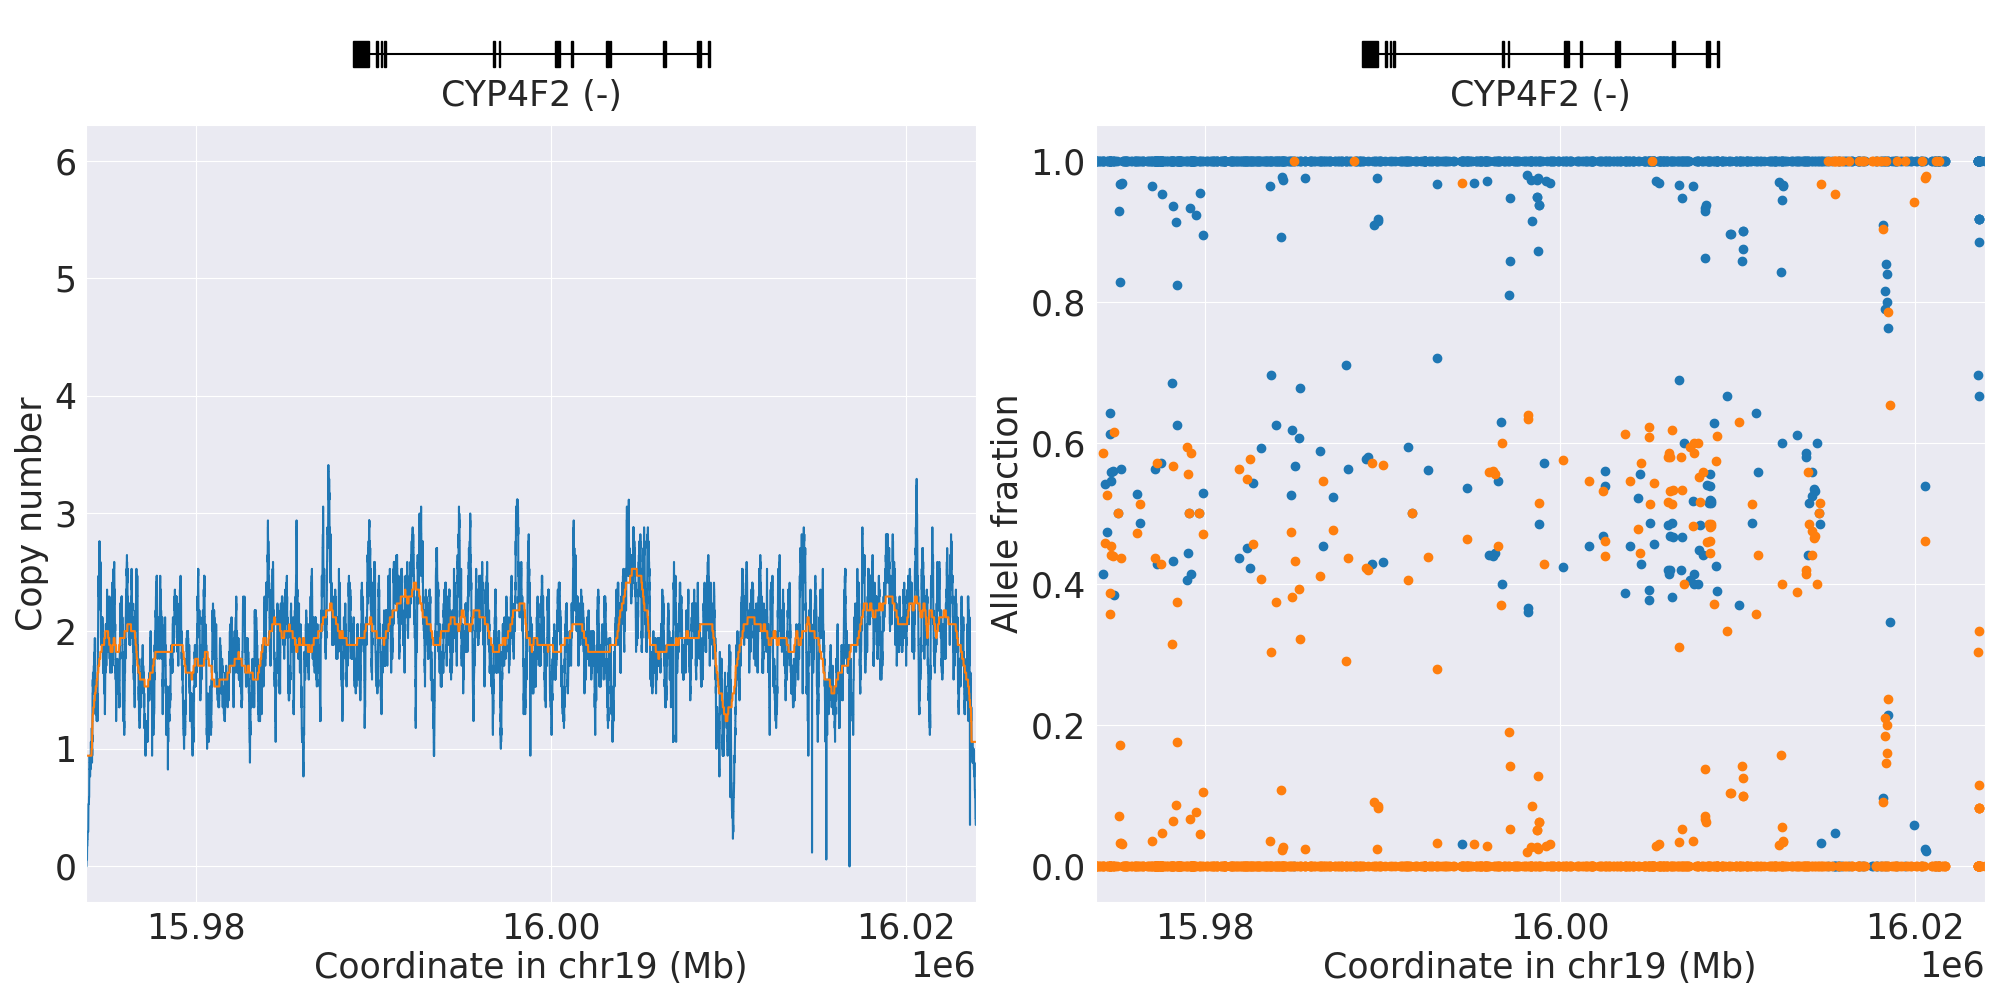 CYP4F2 (-)
6
5
4
3
2
1
0
Copy number
15.98
16.00
16.02
Coordinate in chr19 (Mb)
1e6
CYP4F2 (-)
1.0
0.8
0.6
0.4
0.2
0.0
Allele fraction
15.98
16.00
16.02
Coordinate in chr19 (Mb)
1e6